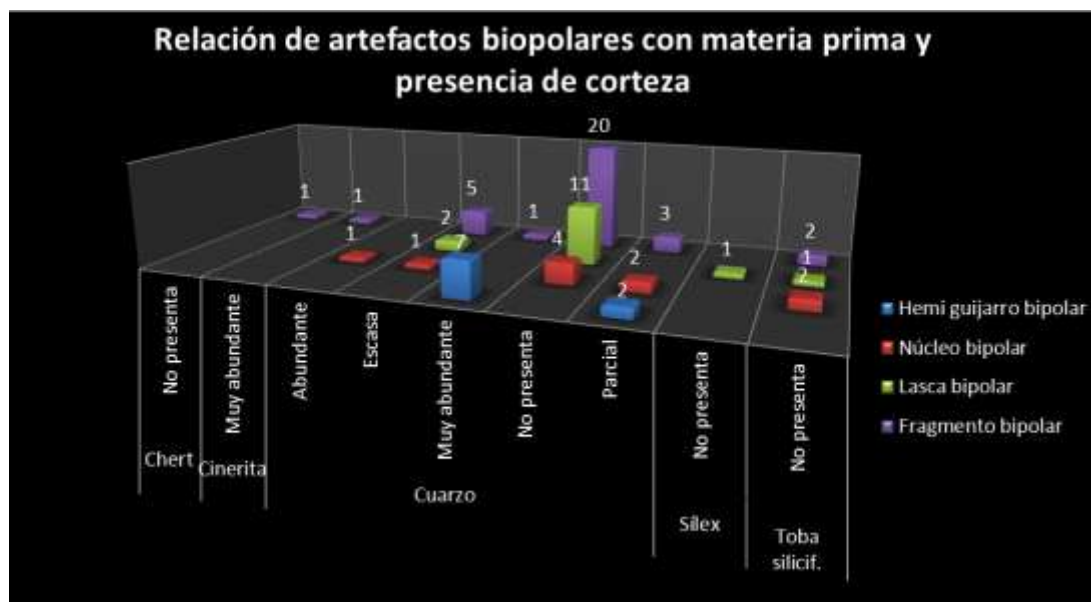 Relación de artefactos biopolares con materia prima y
presencia de corteza
20
1
1
5
1
11
3
2
1
1
2
7
4
2
1
1
2
2
No presenta
Muy abundante
Abundante
Escasa
Muy abundante
No presenta
Parcial
No presenta
No presenta
Chert
Cinerita
Cuarzo
Sílex
Toba
silicif.
Hemi guijarro bipolar
Núcleo bipolar
Lasca bipolar
Fragmento bipolar